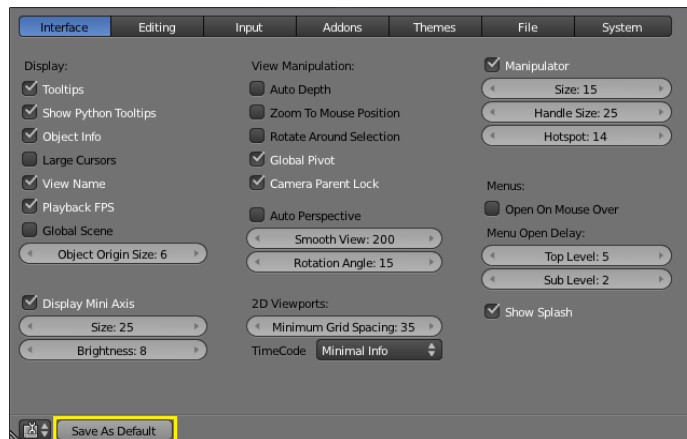 Interface Editing Input Addons Themes File System
Display:
Tooltips
Show Python Tooltips
Object Info
Large Cursors
View Name
Playback FPS
Global Scene
Object Origin Size: 6
Display Mini Axis
Size: 25
Brightness: 8
View Manipulation:
Auto Depth
Zoom To Mouse Position
Rotate Around Selection
Global Pivot
Camera Parent Lock
Auto Perspective
Smooth View: 200
Rotation Angle: 15
2D Viewports:
Minimum Grid Spacing: 35
TimeCode Minimal Info
Manipulator
Size: 15
Handle Size: 25
Hotspot: 14
Menus:
Open On Mouse Over
Menu Open Delay:
Top Level: 5
Sub Level: 2
Show Splash
Save As Default